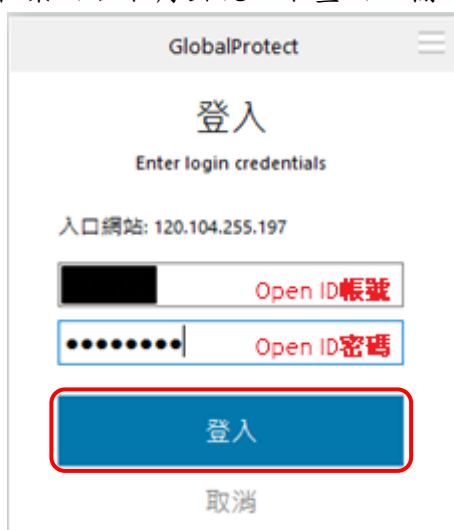 GlobalProtect
登入
Enter login credentials
入口網站: 120.104.255.197
Open ID帳號
Open ID密碼
登入
取消